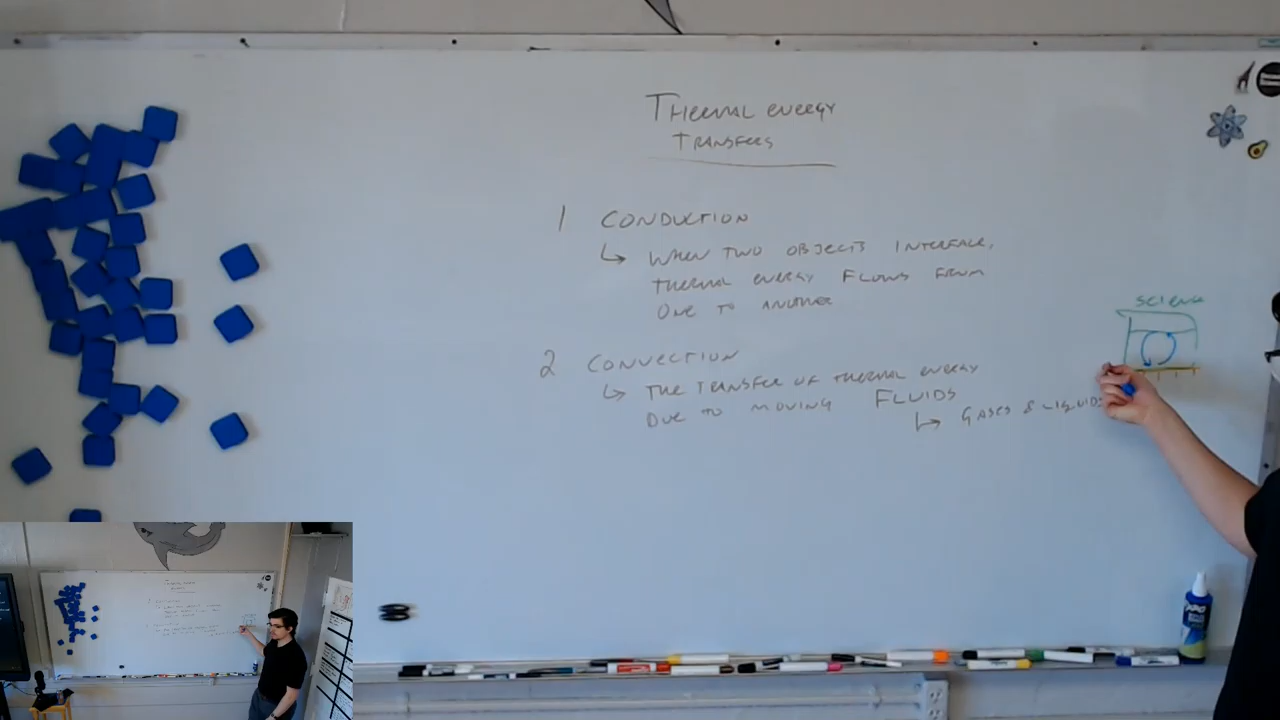 THERMAL ENERGY
TRANSFERS
1 CONDUCTION
↳ WHEN TWO OBJECTS INTERFACE,
THERMAL ENERGY FLOWS FROM
ONE TO ANOTHER
science
2 CONVECTION
↳ THE TRANSFER OF THERMAL ENERGY
DUE TO MOVING FLUIDS
↳ GASES & LIQUIDS
EXPO